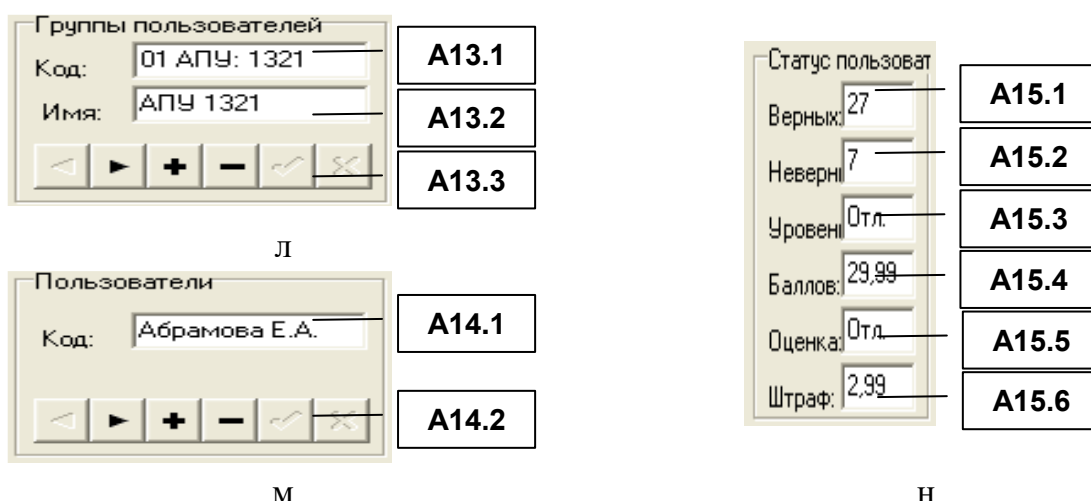 Группы пользователей
Код: 01 АПУ: 1321 A13.1
Имя: АПУ 1321 A13.2
A13.3
л
Пользователи
Код: Абрамова Е.А. A14.1
A14.2
м
Статус пользоват
Верных: 27 A15.1
Неверн 7 A15.2
Уровен Отл. A15.3
Баллов: 29,99 A15.4
Оценка: Отл. A15.5
Штраф: 2,99 A15.6
н